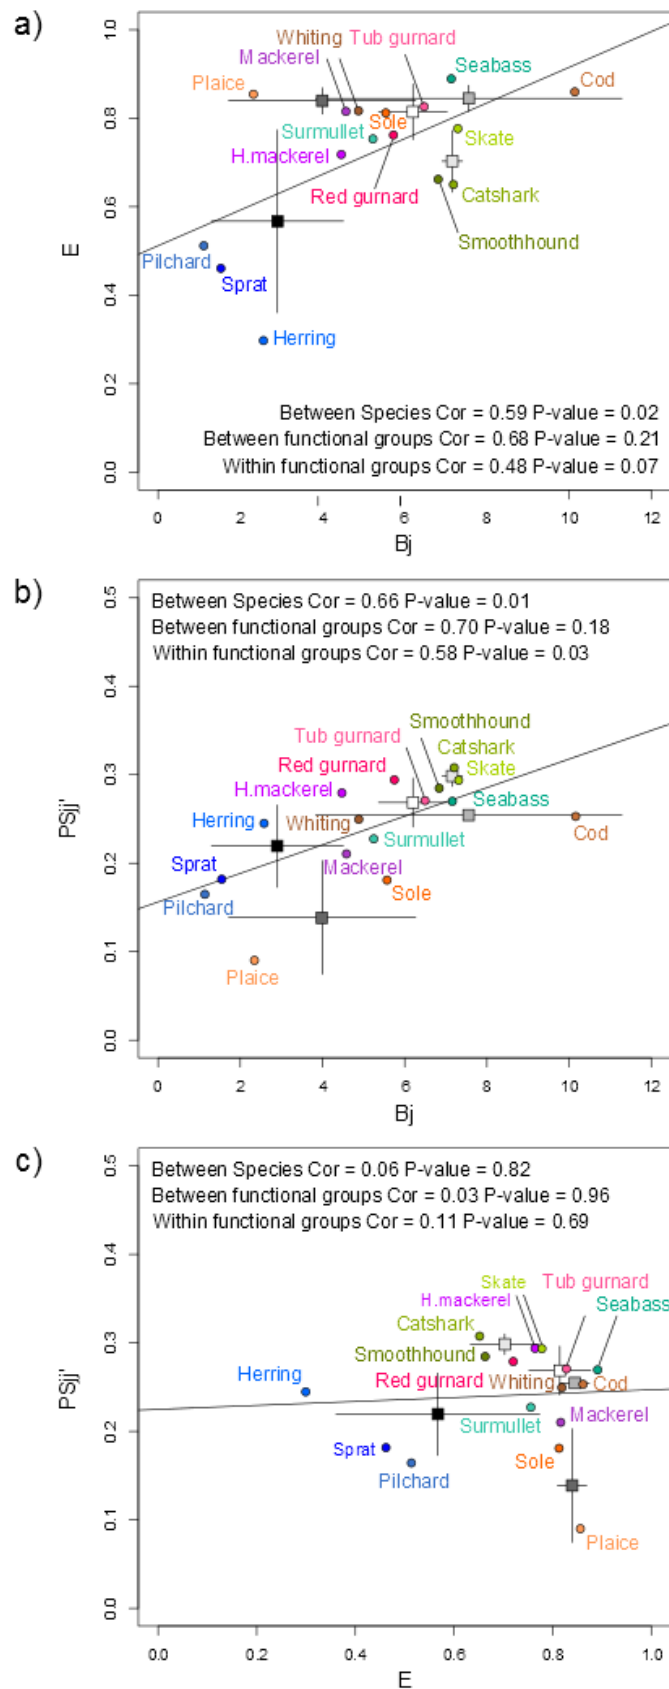 a)
1.0
0.8
0.6
0.4
0.2
0.0
E
Whiting
Tub gurnard
Mackerel
Seabass
Plaice
Cod
Sole
Surmullet
Skate
H.mackerel
Red gurnard
Catshark
Smoothhound
Pilchard
Sprat
Herring
Between Species Cor = 0.59 P-value = 0.02
Between functional groups Cor = 0.68 P-value = 0.21
Within functional groups Cor = 0.48 P-value = 0.07
0 2 4 6 8 10 12
Bj
b)
0.5
0.4
0.3
0.2
0.1
0.0
PSjj'
Between Species Cor = 0.66 P-value = 0.01
Between functional groups Cor = 0.70 P-value = 0.18
Within functional groups Cor = 0.58 P-value = 0.03
Smoothhound
Tub gurnard
Catshark
Red gurnard
Skate
H.mackerel
Seabass
Herring
Whiting
Cod
Surmullet
Sprat
Mackerel
Sole
Pilchard
Plaice
0 2 4 6 8 10 12
Bj
c)
0.5
0.4
0.3
0.2
0.1
0.0
PSjj'
Between Species Cor = 0.06 P-value = 0.82
Between functional groups Cor = 0.03 P-value = 0.96
Within functional groups Cor = 0.11 P-value = 0.69
Skate
Tub gurnard
H.mackerel
Seabass
Catshark
Smoothhound
Herring
Red gurnard
Whiting
Cod
Surmullet
Mackerel
Sprat
Sole
Pilchard
Plaice
0.0 0.2 0.4 0.6 0.8 1.0
E